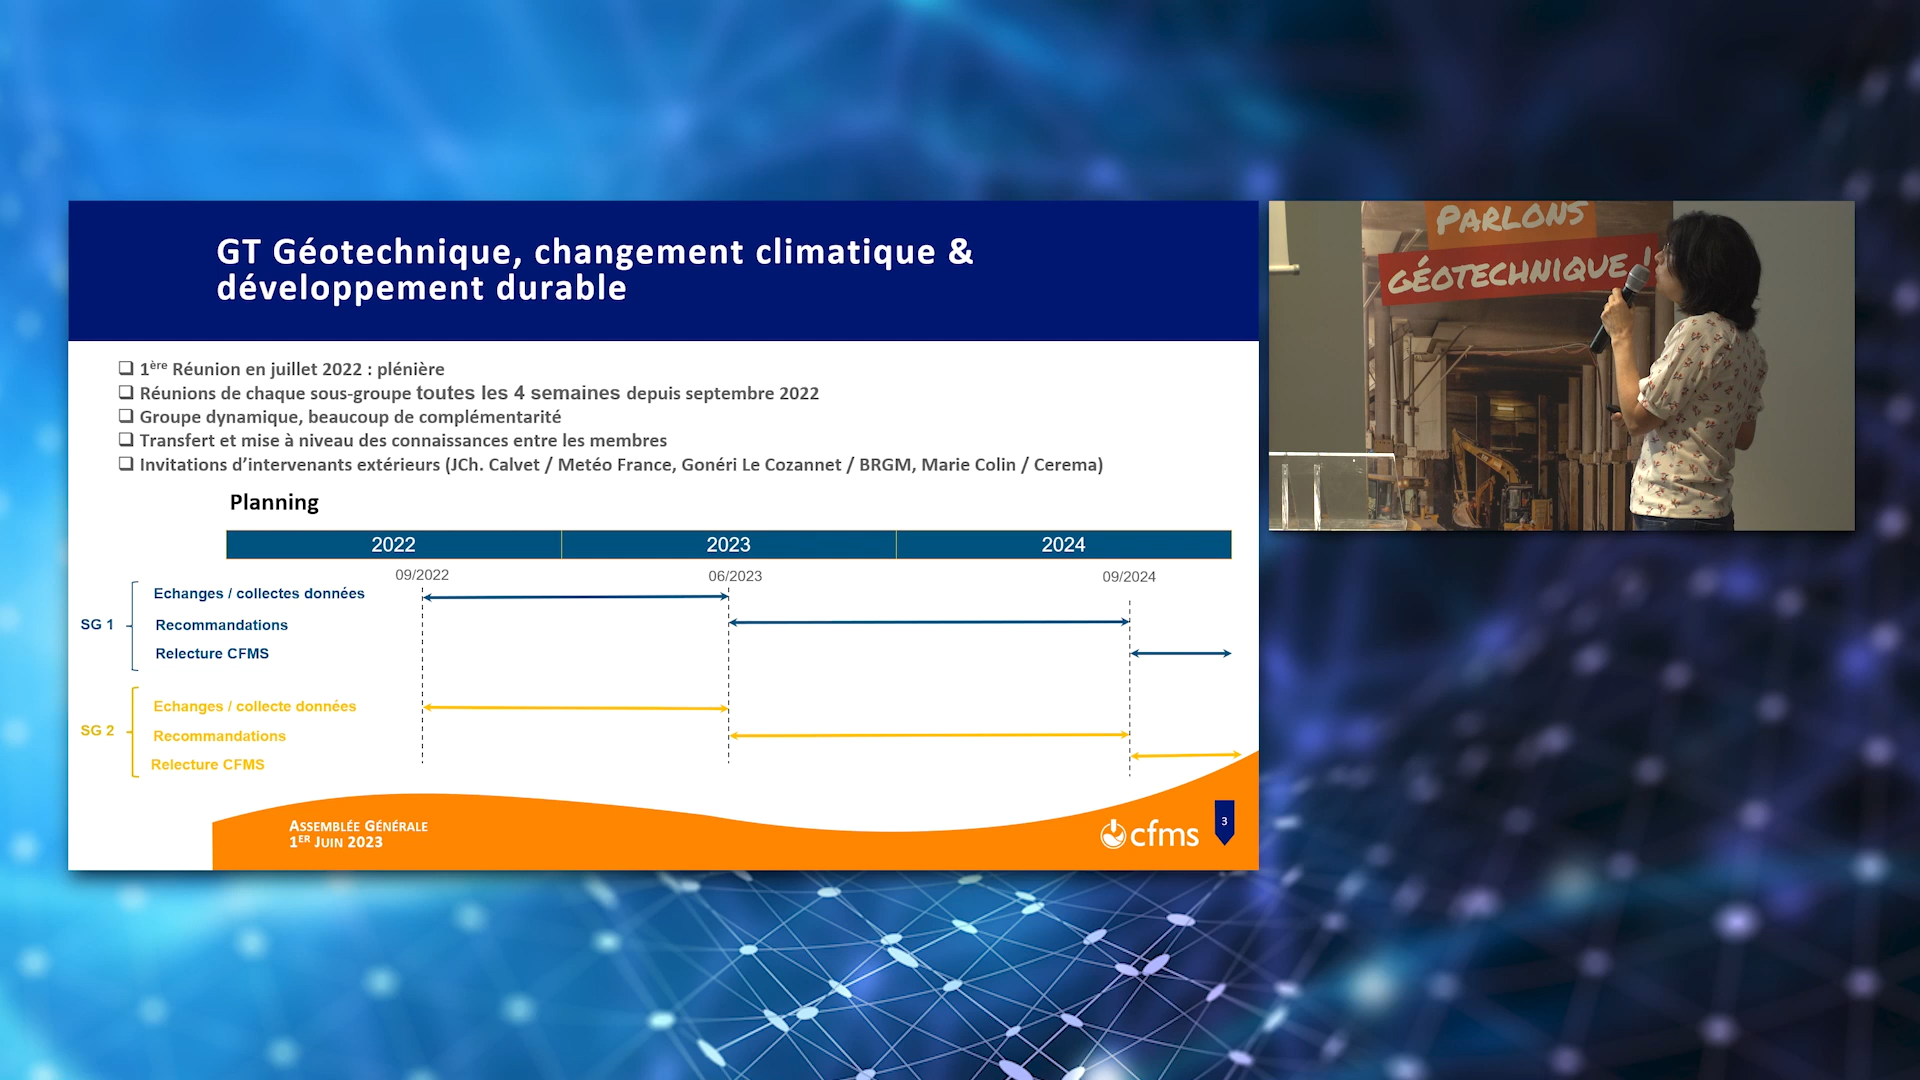 GT Géotechnique, changement climatique &
développement durable
1ère Réunion en juillet 2022 : plénière
Réunions de chaque sous-groupe toutes les 4 semaines depuis septembre 2022
Groupe dynamique, beaucoup de complémentarité
Transfert et mise à niveau des connaissances entre les membres
Invitations d’intervenants extérieurs (JCh. Calvet / Metéo France, Gonéri Le Cozannet / BRGM, Marie Colin / Cerema)
Planning
2022 2023 2024
09/2022 06/2023 09/2024
SG 1
Echanges / collectes données
Recommandations
Relecture CFMS
SG 2
Echanges / collecte données
Recommandations
Relecture CFMS
ASSEMBLÉE GÉNÉRALE
1ER JUIN 2023
cfms
3
PARLONS
GÉOTECHNIQUE !